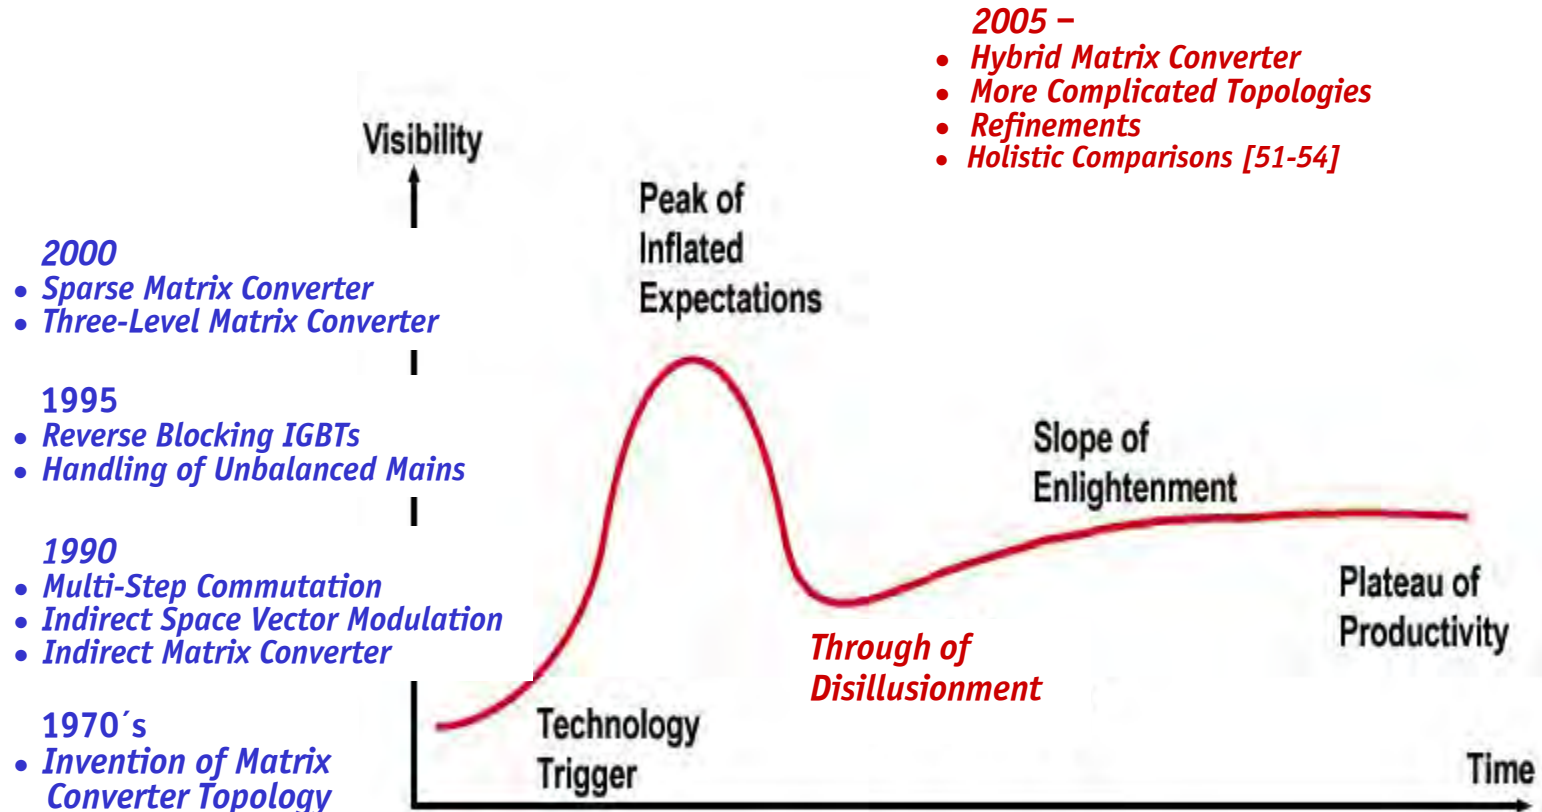 2005 –
• Hybrid Matrix Converter
• More Complicated Topologies
• Refinements
• Holistic Comparisons [51-54]
Visibility
Peak of
Inflated
Expectations
2000
• Sparse Matrix Converter
• Three-Level Matrix Converter
1995
• Reverse Blocking IGBTs
• Handling of Unbalanced Mains
Slope of
Enlightenment
1990
• Multi-Step Commutation
• Indirect Space Vector Modulation
• Indirect Matrix Converter
Plateau of
Productivity
Through of
Disillusionment
1970´s
• Invention of Matrix
Converter Topology
Technology
Trigger
Time